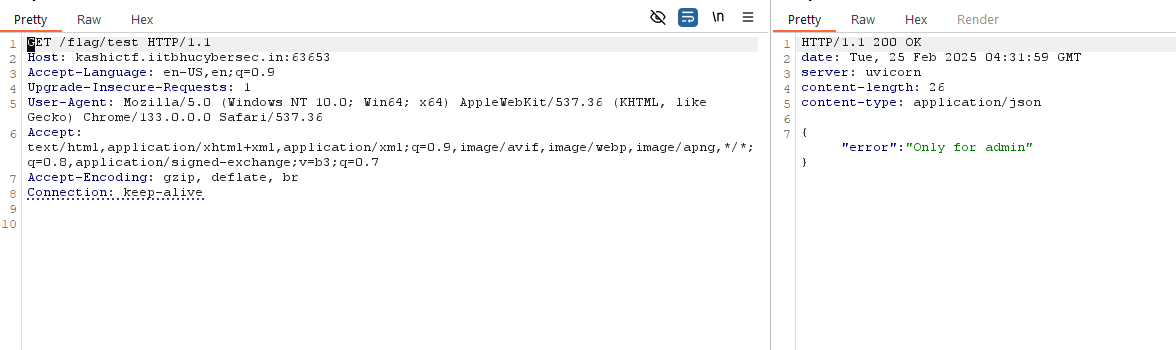 Pretty Raw Hex
\n
1 GET /flag/test HTTP/1.1
2 Host: kashictf.iitbhucybersec.in:63653
3 Accept-Language: en-US,en;q=0.9
4 Upgrade-Insecure-Requests: 1
5 User-Agent: Mozilla/5.0 (Windows NT 10.0; Win64; x64) AppleWebKit/537.36 (KHTML, like
Gecko) Chrome/133.0.0.0 Safari/537.36
6 Accept:
text/html,application/xhtml+xml,application/xml;q=0.9,image/avif,image/webp,image/apng,*/*;
q=0.8,application/signed-exchange;v=b3;q=0.7
7 Accept-Encoding: gzip, deflate, br
8 Connection: keep-alive
9
10
Pretty Raw Hex Render
1 HTTP/1.1 200 OK
2 date: Tue, 25 Feb 2025 04:31:59 GMT
3 server: uvicorn
4 content-length: 26
5 content-type: application/json
6
7 {
"error":"Only for admin"
}